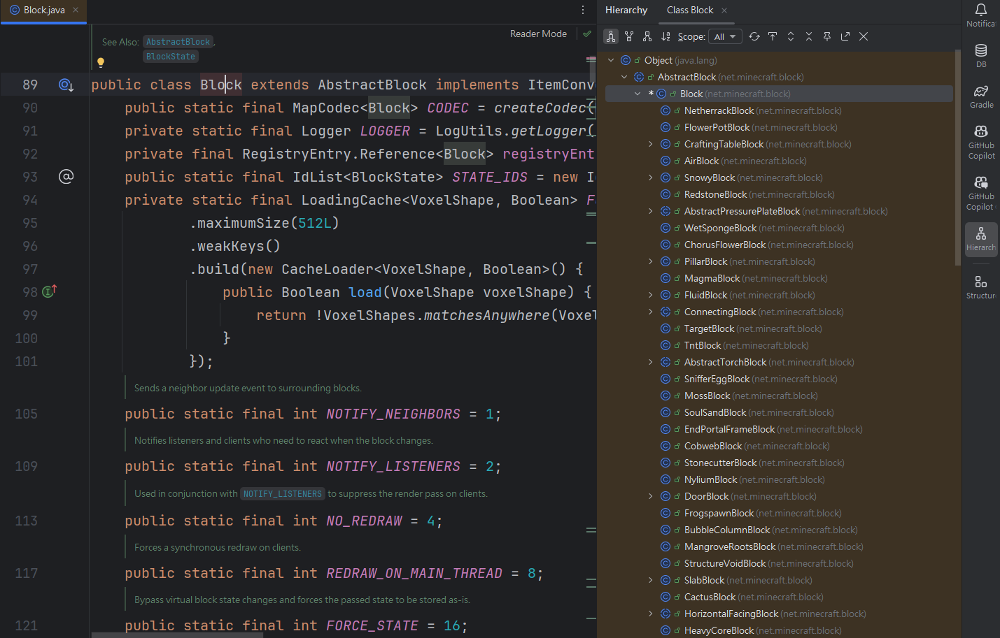 Block.java
See Also: AbstractBlock,
BlockState
Reader Mode
89 public class Block extends AbstractBlock implements ItemConv
90 public static final MapCodec<Block> CODEC = createCodec(
91 private static final Logger LOGGER = LogUtils.getLogger(
92 private final RegistryEntry.Reference<Block> registryEnt
93 public static final IdList<BlockState> STATE_IDS = new I
94 private static final LoadingCache<VoxelShape, Boolean> F
95 .maximumSize(512L)
96 .weakKeys()
97 .build(new CacheLoader<VoxelShape, Boolean>() {
98 public Boolean load(VoxelShape voxelShape) {
99 return !VoxelShapes.matchesAnywhere(Voxel
100 }
101 });
Sends a neighbor update event to surrounding blocks.
105 public static final int NOTIFY_NEIGHBORS = 1;
Notifies listeners and clients who need to react when the block changes.
109 public static final int NOTIFY_LISTENERS = 2;
Used in conjunction with NOTIFY_LISTENERS to suppress the render pass on clients.
113 public static final int NO_REDRAW = 4;
Forces a synchronous redraw on clients.
117 public static final int REDRAW_ON_MAIN_THREAD = 8;
Bypass virtual block state changes and forces the passed state to be stored as-is.
121 public static final int FORCE_STATE = 16;
Hierarchy Class Block
Scope: All
Object (java.lang)
AbstractBlock (net.minecraft.block)
* Block (net.minecraft.block)
NetherrackBlock (net.minecraft.block)
FlowerPotBlock (net.minecraft.block)
CraftingTableBlock (net.minecraft.block)
AirBlock (net.minecraft.block)
SnowyBlock (net.minecraft.block)
RedstoneBlock (net.minecraft.block)
AbstractPressurePlateBlock (net.minecraft.block)
WetSpongeBlock (net.minecraft.block)
ChorusFlowerBlock (net.minecraft.block)
PillarBlock (net.minecraft.block)
MagmaBlock (net.minecraft.block)
FluidBlock (net.minecraft.block)
ConnectingBlock (net.minecraft.block)
TargetBlock (net.minecraft.block)
TntBlock (net.minecraft.block)
AbstractTorchBlock (net.minecraft.block)
SnifferEggBlock (net.minecraft.block)
MossBlock (net.minecraft.block)
SoulSandBlock (net.minecraft.block)
EndPortalFrameBlock (net.minecraft.block)
CobwebBlock (net.minecraft.block)
StonecutterBlock (net.minecraft.block)
NyliumBlock (net.minecraft.block)
DoorBlock (net.minecraft.block)
FrogspawnBlock (net.minecraft.block)
BubbleColumnBlock (net.minecraft.block)
MangroveRootsBlock (net.minecraft.block)
StructureVoidBlock (net.minecraft.block)
SlabBlock (net.minecraft.block)
CactusBlock (net.minecraft.block)
HorizontalFacingBlock (net.minecraft.block)
HeavyCoreBlock (net.minecraft.block)
Notifica
DB
Gradle
GitHub
Copilot
GitHub
Copilot
Hierarch
Structur